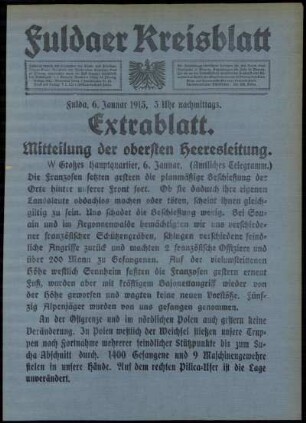 Fuldaer Kreisblatt
Fulda, 6. Januar 1915, 5 Uhr nachmittags.
Extrablatt.
Mitteilung der obersten Heeresleitung.
W Großes Hauptquartier, 6. Januar. (Amtliches Telegramm.)
Die Franzosen setzten gestern die planmäßige Beschießung der
Orte hinter unserer Front fort. Ob sie dadurch ihre eigenen
Landsleute obdachlos machen oder töten, scheint ihnen gleich-
gültig zu sein. Uns schadet die Beschießung wenig. Bei Sou-
ain und im Argonnenwalde bemächtigten wir uns verschiede-
ner französischer Schützengräben, schlugen verschiedene feind-
liche Angriffe zurück und machten 2 französische Offiziere und
über 200 Mann zu Gefangenen. Auf der vielumstrittenen
Höhe westlich Sennheim faßten die Franzosen gestern erneut
Fuß, wurden aber mit kräftigem Bajonettangriff wieder von
der Höhe geworfen und wagten keine neuen Vorstöße. Fünf-
zig Alpenjäger wurden von uns gefangen genommen.
An der Ostgrenze und im nördlichen Polen auch gestern keine
Veränderung. In Polen westlich der Weichsel stießen unsere Trup-
pen nach Fortnahme mehrerer feindlicher Stützpunkte bis zum Su-
cha Abschnitt durch. 1400 Gefangene und 9 Maschinengewehre
fielen in unsere Hände. Auf dem rechten Pilica-Ufer ist die Lage
unverändert.